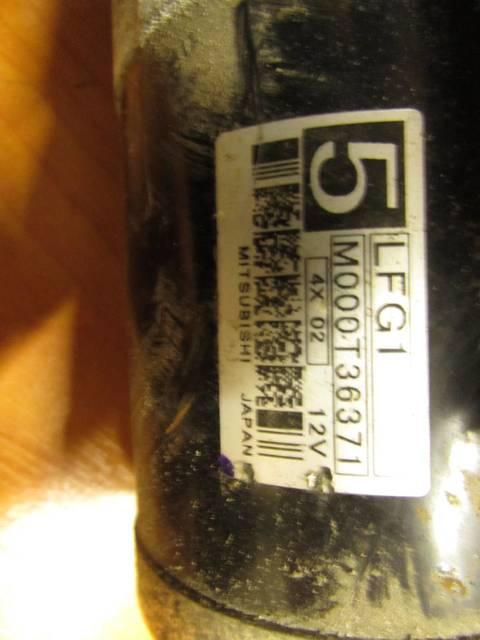 5
LFG1
M000T36371
4X 02 12V
MITSUBISHI JAPAN